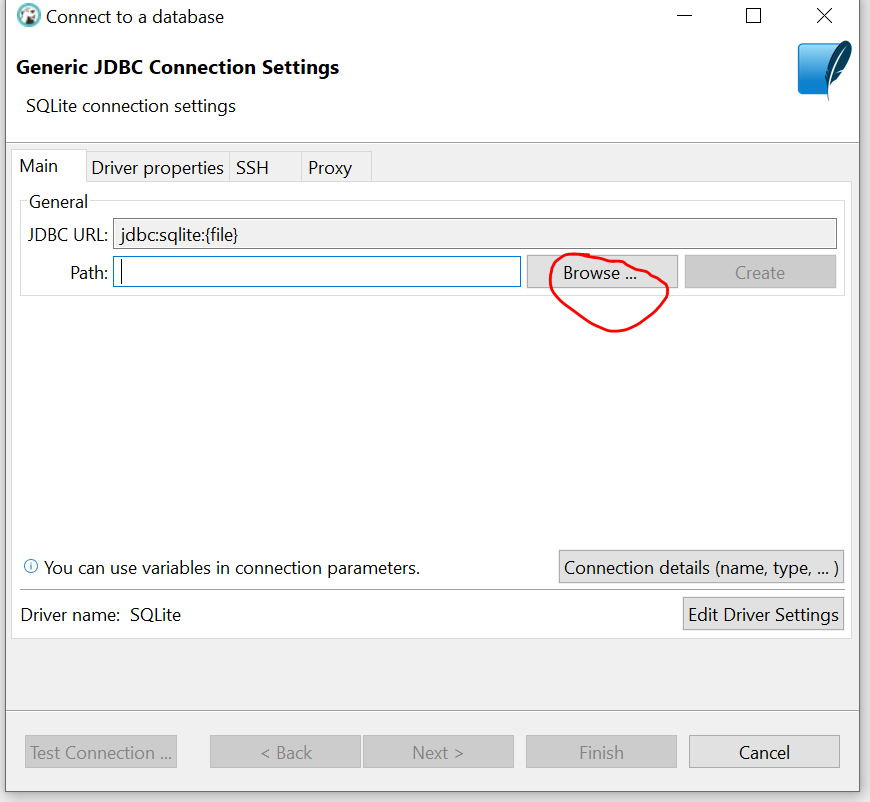 Connect to a database
Generic JDBC Connection Settings
SQLite connection settings
Main Driver properties SSH Proxy
General
JDBC URL: jdbc:sqlite:{file}
Path: Browse ... Create
You can use variables in connection parameters. Connection details (name, type, ... )
Driver name: SQLite Edit Driver Settings
Test Connection ... < Back Next > Finish Cancel